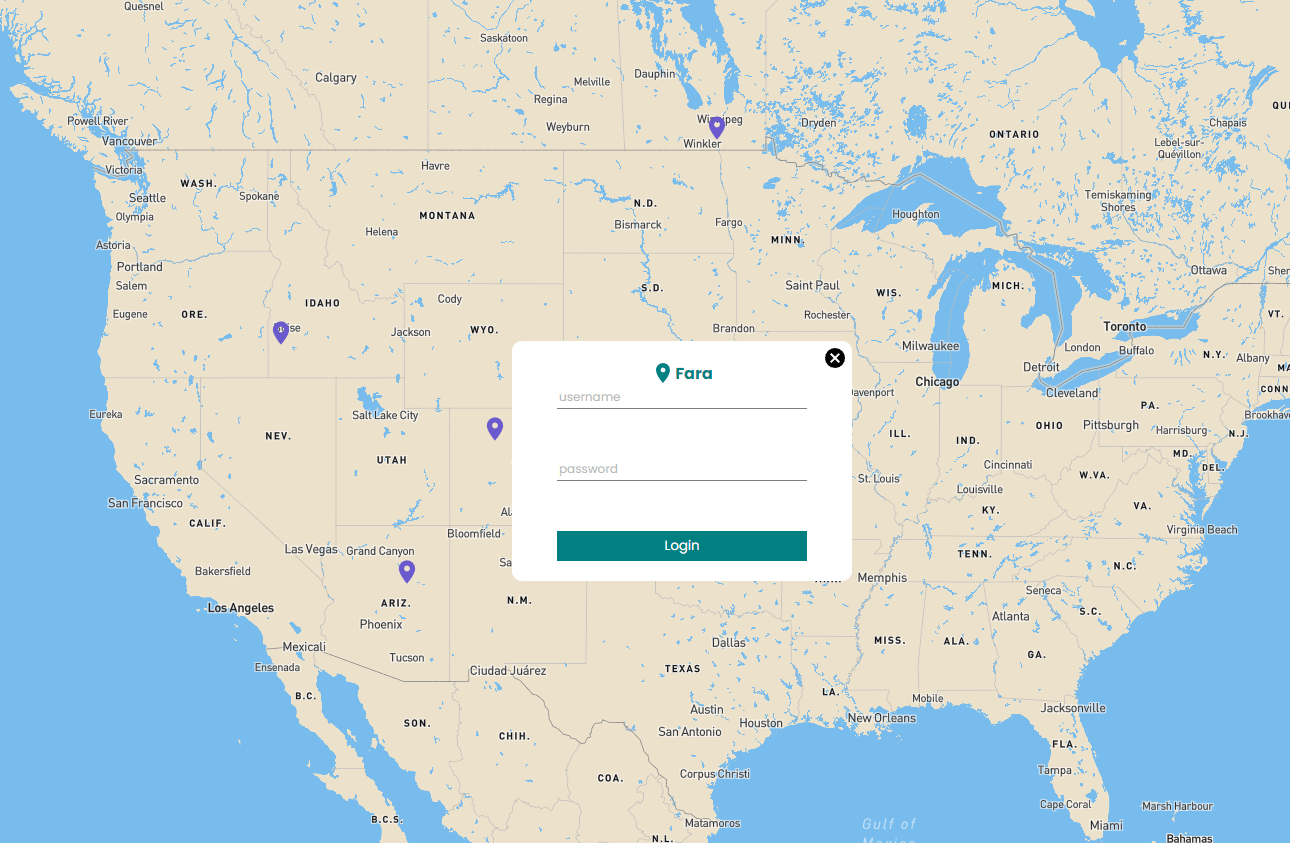 Quesnel
Saskatoon
Calgary
Dauphin
Melville
Regina
Weyburn
Powell River
Vancouver
Winnipeg
Winkler
Dryden
ONTARIO
Chapais
Lebel-sur-
Quévillon
Victoria
Havre
WASH.
Spokane
Seattle
Olympia
MONTANA
N.D.
Bismarck
Fargo
Houghton
Temiskaming
Shores
Helena
MINN.
Astoria
Portland
Salem
Ottawa
IDAHO
Cody
S.D.
Saint Paul
WIS.
MICH.
Eugene
ORE.
Rochester
VT.
Jackson
WYO.
Brandon
Toronto
Milwaukee
London
Buffalo
N.Y.
Albany
Detroit
Chicago
Cleveland
CONN
Fara
username
password
Login
Eureka
Salt Lake City
PA.
NEV.
ILL.
IND.
OHIO
Pittsburgh
Harrisburg
N.J.
UTAH
MD.
DEL.
Cincinnati
W.VA.
Sacramento
San Francisco
St. Louis
Louisville
KY.
VA.
CALIF.
Virginia Beach
Bloomfield
Las Vegas
Grand Canyon
TENN.
N.C.
Bakersfield
Memphis
Seneca
Los Angeles
ARIZ.
N.M.
S.C.
Atlanta
Phoenix
MISS.
ALA.
GA.
Dallas
Mexicali
Tucson
Ensenada
Ciudad Juárez
TEXAS
B.C.
LA.
Mobile
Jacksonville
Austin
Houston
New Orleans
SON.
CHIH.
San Antonio
FLA.
Tampa
COA.
Corpus Christi
Cape Coral
Marsh Harbour
B.C.S.
Matamoros
Gulf of
Mexico
Miami
N.L.
Bahamas